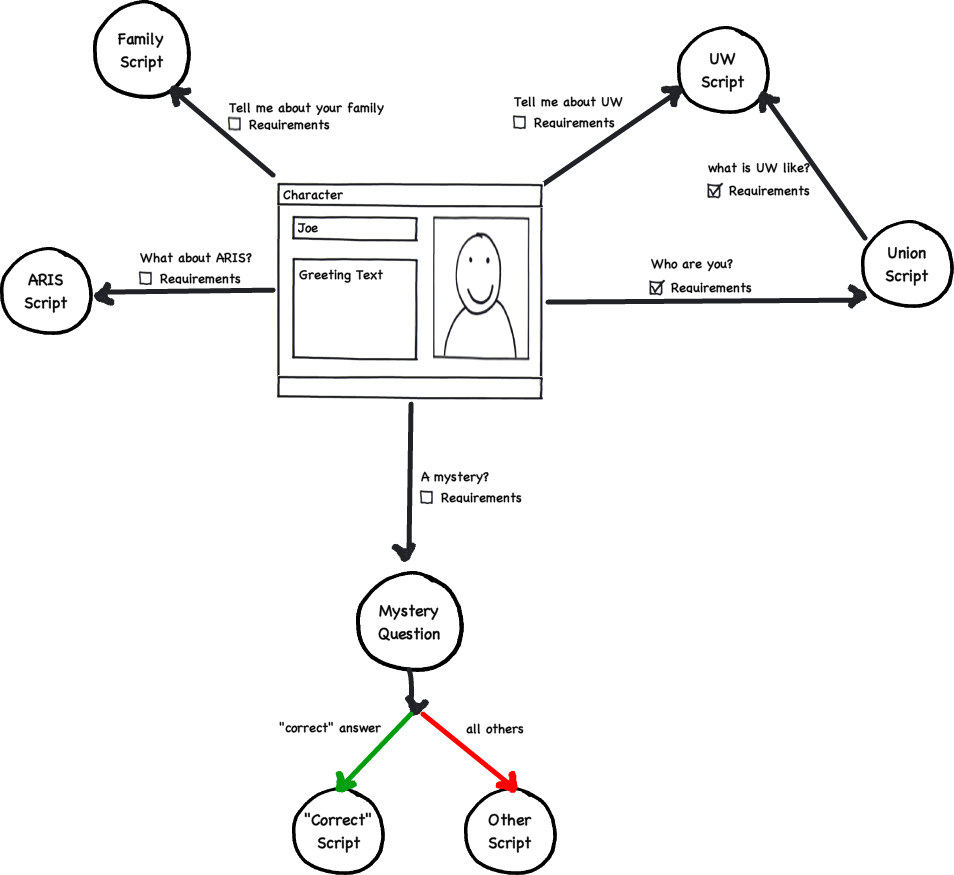 Family
Script
UW
Script
Tell me about your family
Requirements
Tell me about UW
Requirements
what is UW like?
Requirements
Character
Joe
Greeting Text
What about ARIS?
Requirements
ARIS
Script
Who are you?
Requirements
Union
Script
A mystery?
Requirements
Mystery
Question
"correct" answer
all others
"Correct"
Script
Other
Script